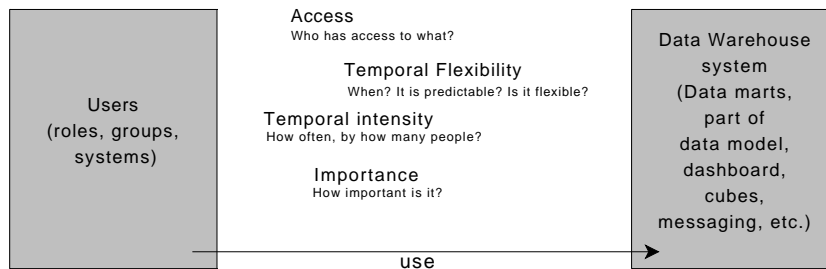 Users
(roles, groups,
systems)
Access
Who has access to what?
Temporal Flexibility
When? It is predictable? Is it flexible?
Temporal intensity
How often, by how many people?
Importance
How important is it?
use
Data Warehouse
system
(Data marts,
part of
data model,
dashboard,
cubes,
messaging, etc.)